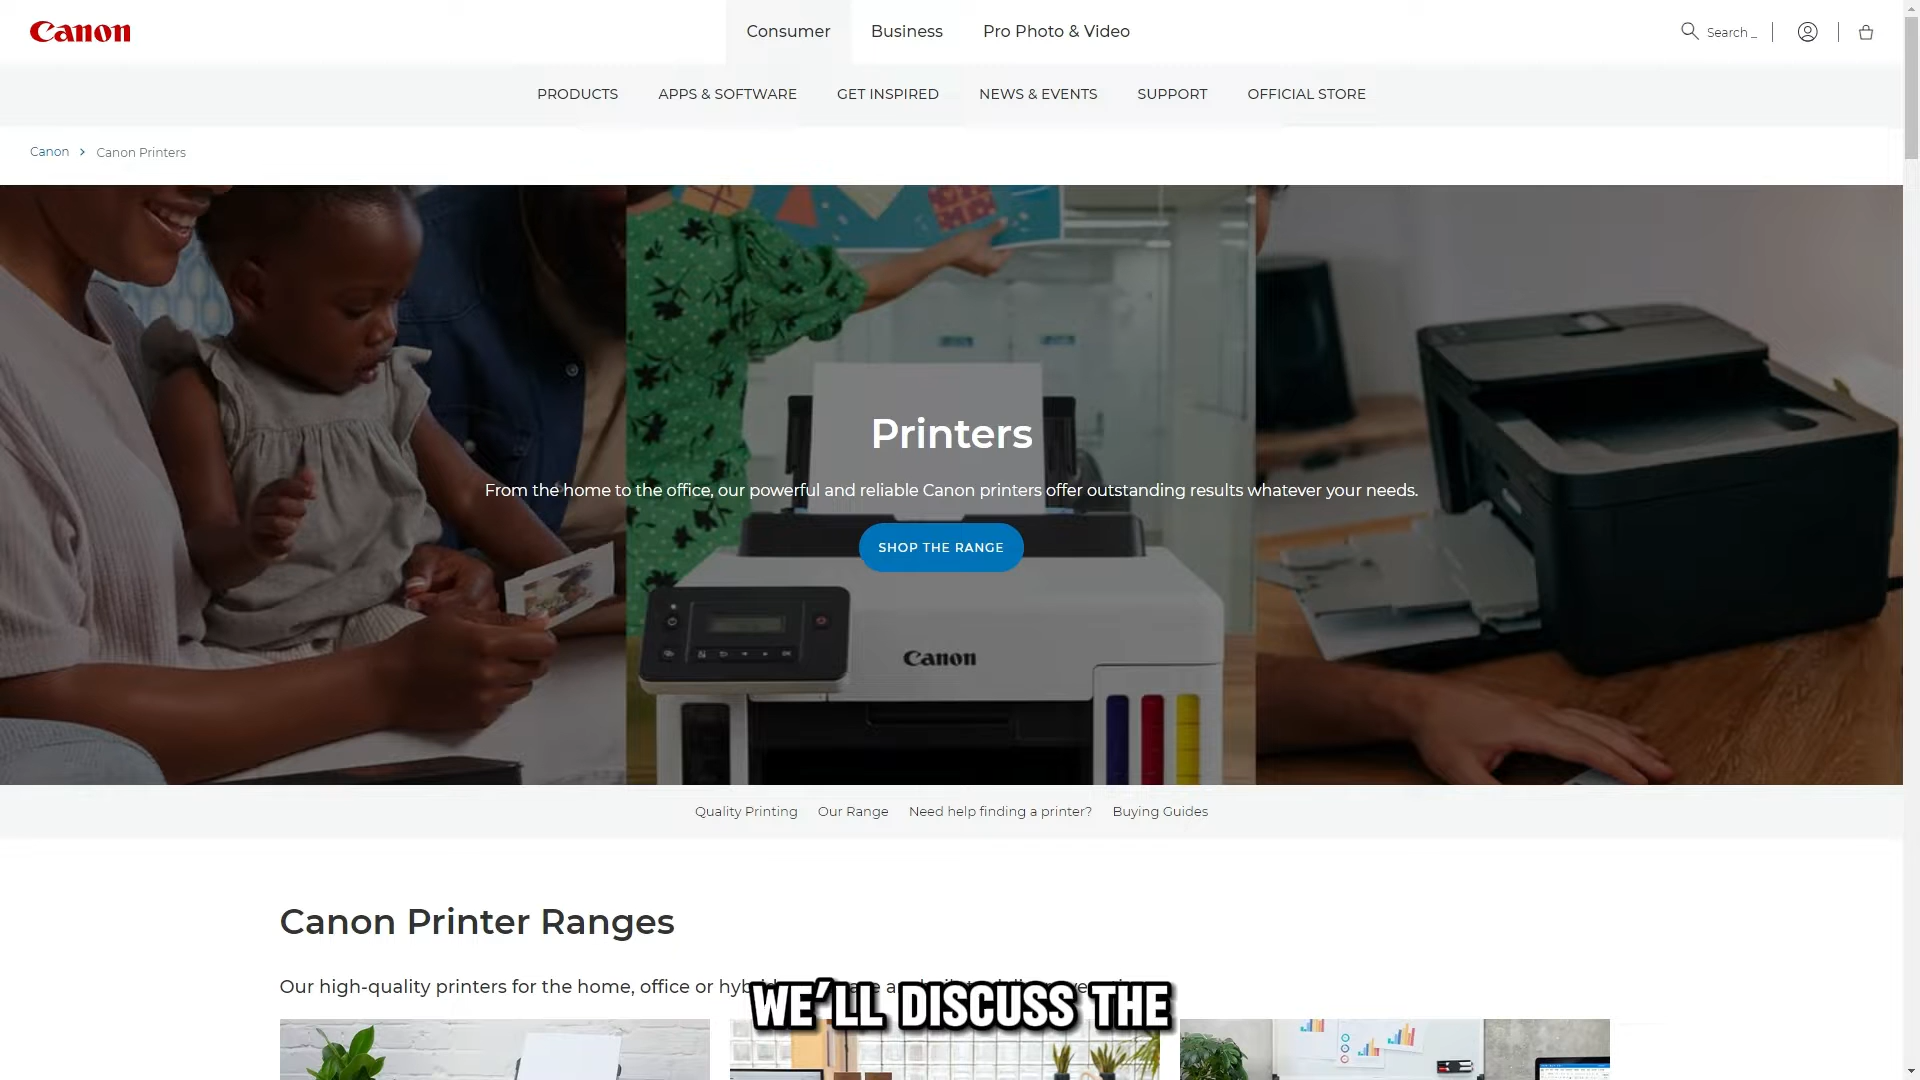 Canon
Consumer
Business
Pro Photo & Video
Search _
PRODUCTS
APPS & SOFTWARE
GET INSPIRED
NEWS & EVENTS
SUPPORT
OFFICIAL STORE
Canon > Canon Printers
Printers
From the home to the office, our powerful and reliable Canon printers offer outstanding results whatever your needs.
SHOP THE RANGE
Canon
Quality Printing
Our Range
Need help finding a printer?
Buying Guides
Canon Printer Ranges
Our high-quality printers for the home, office or
WE'LL DISCUSS THE